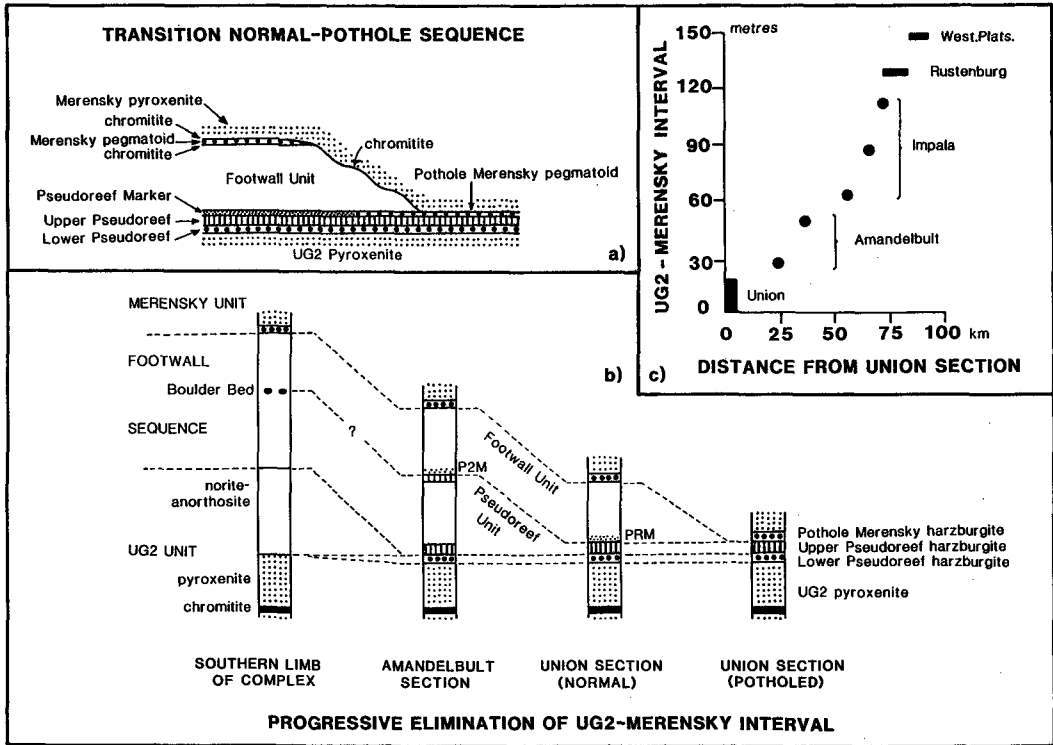 TRANSITION NORMAL-POTHOLE SEQUENCE
Merensky pyroxenite
chromitite
Merensky pegmatoid
chromitite
chromitite
Footwall Unit
Pothole Merensky pegmatoid
Pseudoreef Marker
Upper Pseudoreef
Lower Pseudoreef
UG2 Pyroxenite
a)
UG2-MERENSKY INTERVAL
150
120
90
60
30
0
metres
West.Plats.
Rustenburg
Impala
Amandelbult
Union
0
25
50
75
100
km
c)
DISTANCE FROM UNION SECTION
b)
MERENSKY UNIT
FOOTWALL
Boulder Bed
SEQUENCE
norite-
anorthosite
UG2 UNIT
pyroxenite
chromitite
?
P2M
Footwall Unit
Pseudoreef
Unit
PRM
Pothole Merensky harzburgite
Upper Pseudoreef harzburgite
Lower Pseudoreef harzburgite
UG2 pyroxenite
SOUTHERN LIMB
OF COMPLEX
AMANDELBULT
SECTION
UNION SECTION
(NORMAL)
UNION SECTION
(POTHOLED)
PROGRESSIVE ELIMINATION OF UG2-MERENSKY INTERVAL